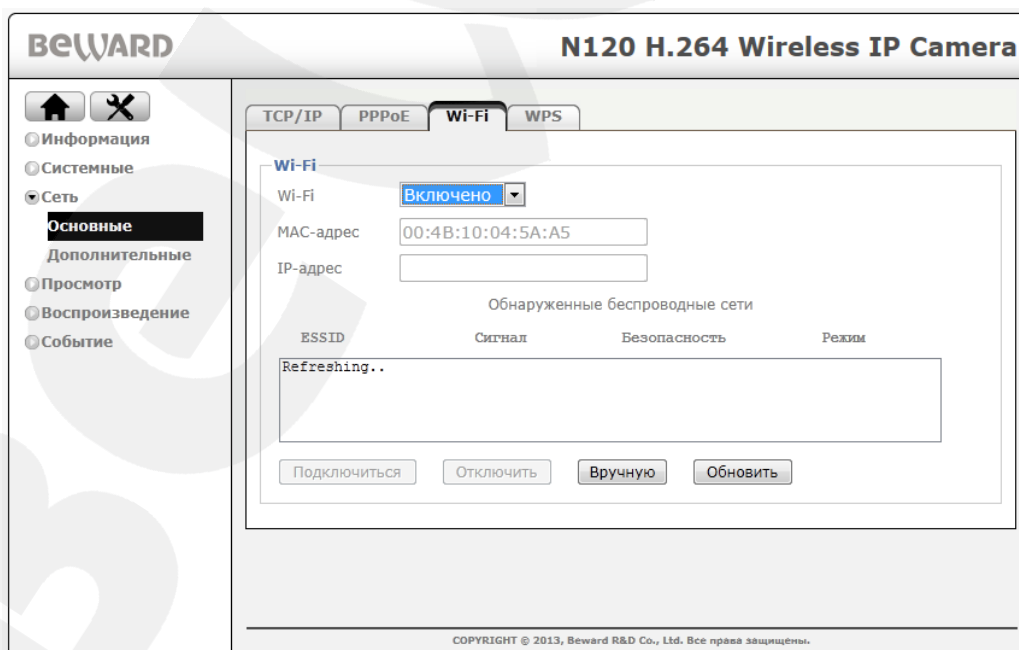 BEWARD
N120 H.264 Wireless IP Camera
Информация
Системные
Сеть
Основные
Дополнительные
Просмотр
Воспроизведение
Событие
TCP/IP PPPoE Wi-Fi WPS
Wi-Fi
Wi-Fi Включено
MAC-адрес 00:4B:10:04:5A:A5
IP-адрес
Обнаруженные беспроводные сети
ESSID Сигнал Безопасность Режим
Refreshing..
Подключиться Отключить Вручную Обновить
COPYRIGHT © 2013, Beward R&D Co., Ltd. Все права защищены.